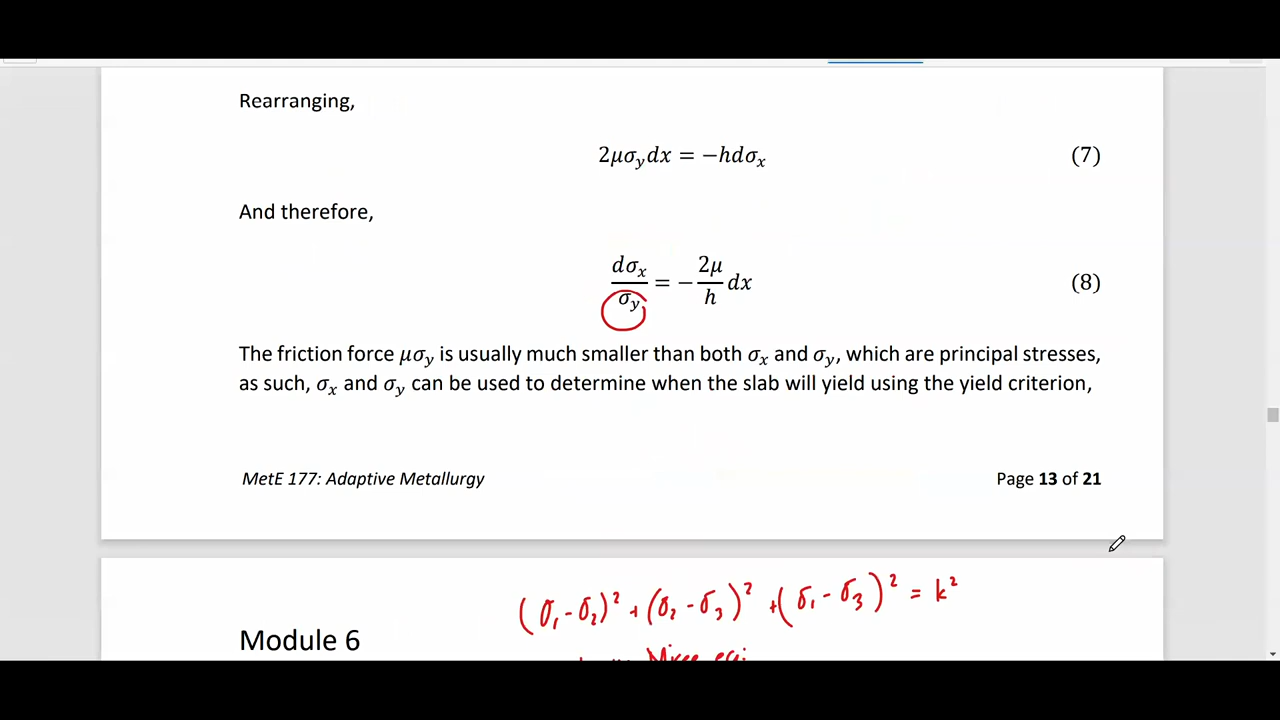 Rearranging,
2μσ_y dx = −hdσ_x (7)
And therefore,
dσ_x/σ_y = −2μ/h dx (8)
The friction force μσ_y is usually much smaller than both σ_x and σ_y, which are principal stresses,
as such, σ_x and σ_y can be used to determine when the slab will yield using the yield criterion,
MetE 177: Adaptive Metallurgy Page 13 of 21
(σ₁-σ₂)² + (σ₂-σ₃)² + (σ₁-σ₃)² = k²
Module 6